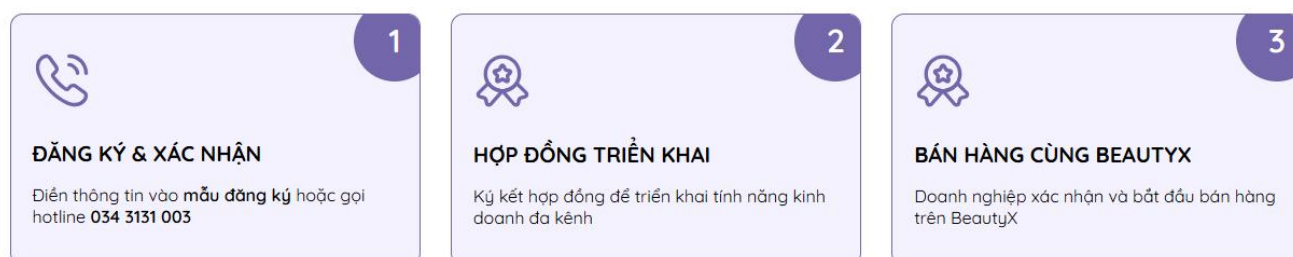 1
ĐĂNG KÝ & XÁC NHẬN
Điền thông tin vào mẫu đăng ký hoặc gọi
hotline 034 3131 003
2
HỢP ĐỒNG TRIỂN KHAI
Ký kết hợp đồng để triển khai tính năng kinh
doanh đa kênh
3
BÁN HÀNG CÙNG BEAUTYX
Doanh nghiệp xác nhận và bắt đầu bán hàng
trên BeautyX